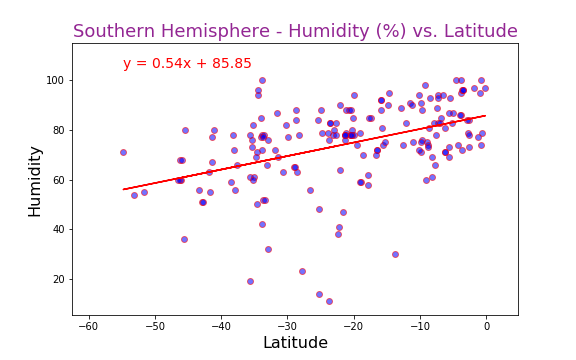 Southern Hemisphere - Humidity (%) vs. Latitude
y = 0.54x + 85.85
100
80
60
40
20
Humidity
−60 −50 −40 −30 −20 −10 0
Latitude